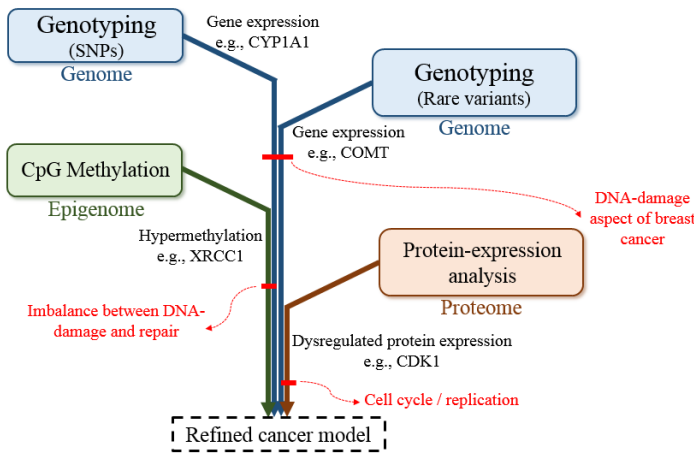 Genotyping
(SNPs)
Genome
Gene expression
e.g., CYP1A1
Genotyping
(Rare variants)
Genome
Gene expression
e.g., COMT
CpG Methylation
Epigenome
DNA-damage
aspect of breast
cancer
Hypermethylation
e.g., XRCC1
Protein-expression
analysis
Proteome
Imbalance between DNA-
damage and repair
Dysregulated protein expression
e.g., CDK1
Cell cycle / replication
Refined cancer model